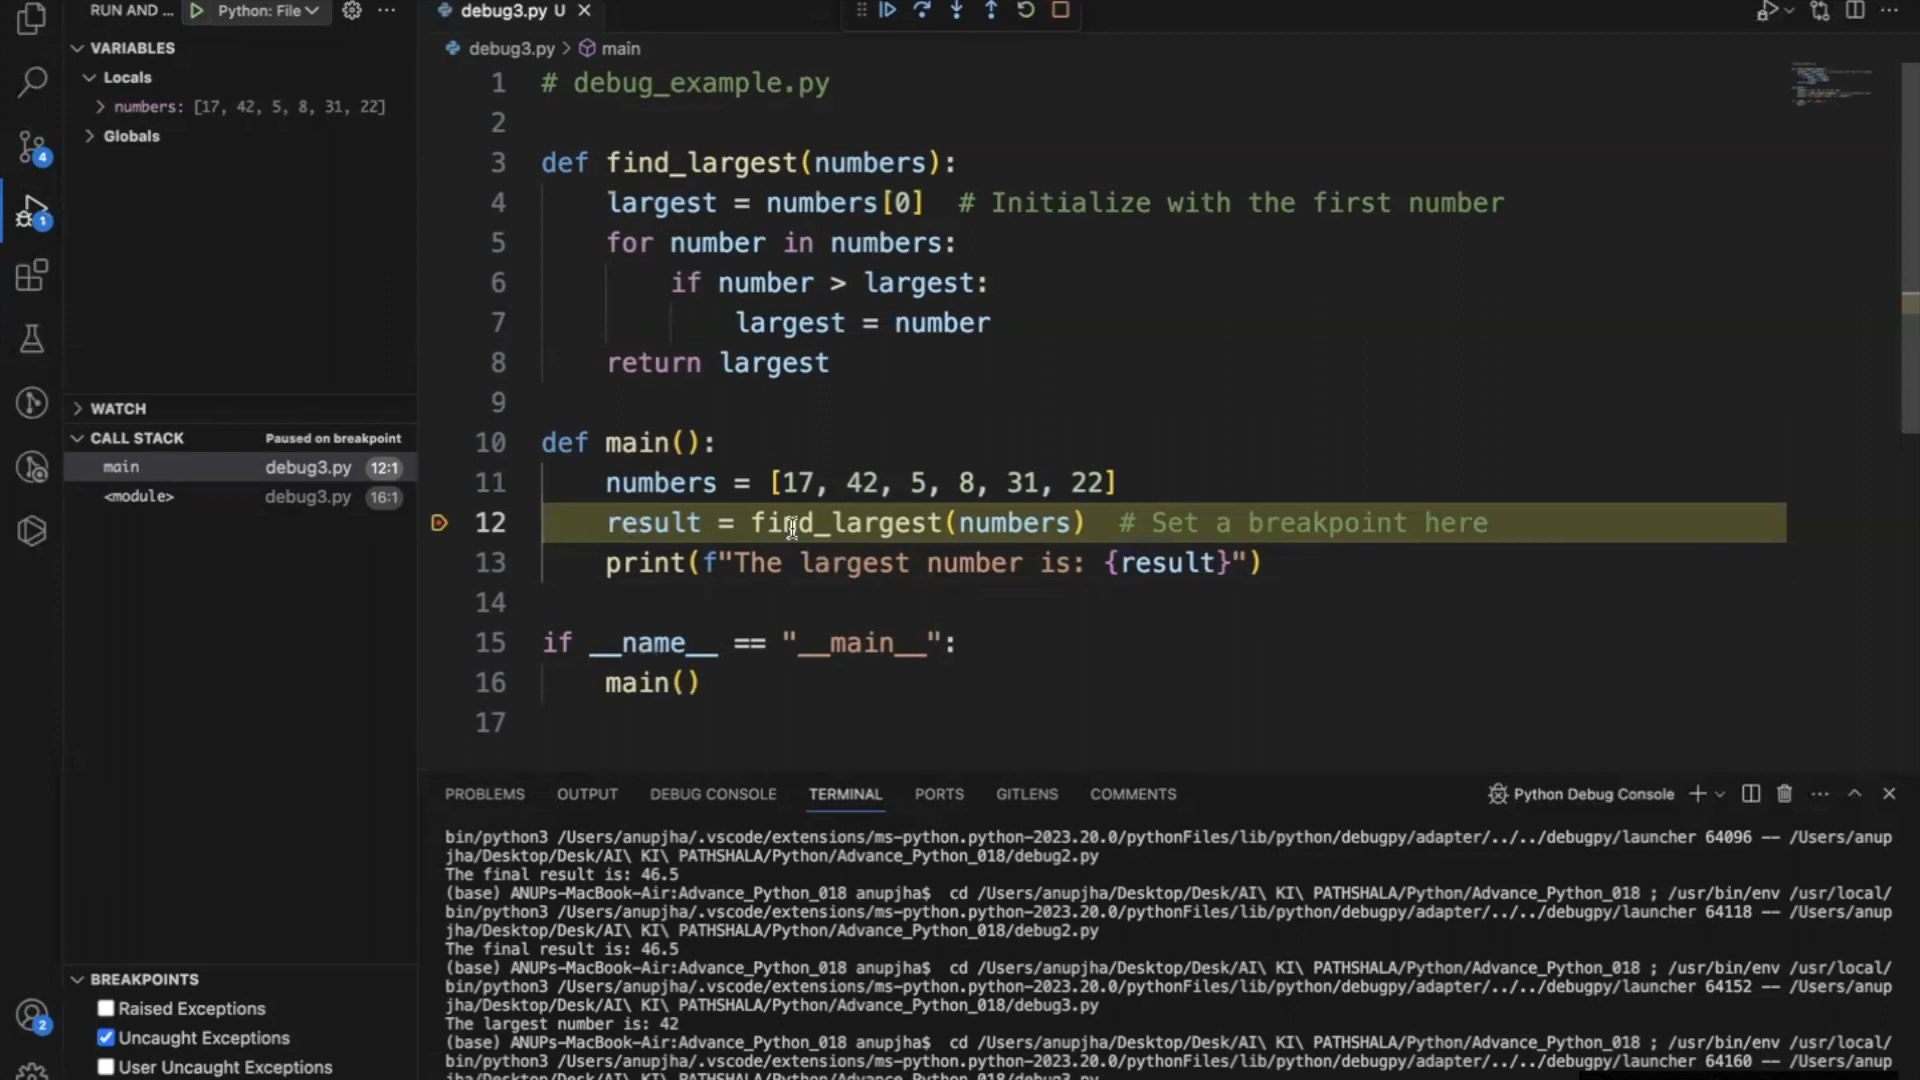 RUN AND ... Python: File
debug3.py U
VARIABLES
Locals
numbers: [17, 42, 5, 8, 31, 22]
Globals
WATCH
CALL STACK Paused on breakpoint
main debug3.py 12:1
<module> debug3.py 16:1
BREAKPOINTS
Raised Exceptions
Uncaught Exceptions
User Uncaught Exceptions
4
1
2
debug3.py > main
1 # debug_example.py
2
3 def find_largest(numbers):
4 largest = numbers[0] # Initialize with the first number
5 for number in numbers:
6 if number > largest:
7 largest = number
8 return largest
9
10 def main():
11 numbers = [17, 42, 5, 8, 31, 22]
12 result = find_largest(numbers) # Set a breakpoint here
13 print(f"The largest number is: {result}")
14
15 if __name__ == "__main__":
16 main()
17
PROBLEMS OUTPUT DEBUG CONSOLE TERMINAL PORTS GITLENS COMMENTS Python Debug Console
bin/python3 /Users/anupjha/.vscode/extensions/ms-python.python-2023.20.0/pythonFiles/lib/python/debugpy/adapter/../../debugpy/launcher 64096 -- /Users/anup
jha/Desktop/Desk/AI\ KI\ PATHSHALA/Python/Advance_Python_018/debug2.py
The final result is: 46.5
(base) ANUPs-MacBook-Air:Advance_Python_018 anupjha$ cd /Users/anupjha/Desktop/Desk/AI\ KI\ PATHSHALA/Python/Advance_Python_018 ; /usr/bin/env /usr/local/
bin/python3 /Users/anupjha/.vscode/extensions/ms-python.python-2023.20.0/pythonFiles/lib/python/debugpy/adapter/../../debugpy/launcher 64118 -- /Users/anup
jha/Desktop/Desk/AI\ KI\ PATHSHALA/Python/Advance_Python_018/debug2.py
The final result is: 46.5
(base) ANUPs-MacBook-Air:Advance_Python_018 anupjha$ cd /Users/anupjha/Desktop/Desk/AI\ KI\ PATHSHALA/Python/Advance_Python_018 ; /usr/bin/env /usr/local/
bin/python3 /Users/anupjha/.vscode/extensions/ms-python.python-2023.20.0/pythonFiles/lib/python/debugpy/adapter/../../debugpy/launcher 64152 -- /Users/anup
jha/Desktop/Desk/AI\ KI\ PATHSHALA/Python/Advance_Python_018/debug3.py
The largest number is: 42
(base) ANUPs-MacBook-Air:Advance_Python_018 anupjha$ cd /Users/anupjha/Desktop/Desk/AI\ KI\ PATHSHALA/Python/Advance_Python_018 ; /usr/bin/env /usr/local/
bin/python3 /Users/anupjha/.vscode/extensions/ms-python.python-2023.20.0/pythonFiles/lib/python/debugpy/adapter/../../debugpy/launcher 64160 -- /Users/anup
jha/Desktop/Desk/AI\ KI\ PATHSHALA/Python/Advance_Python_018/debug3.py